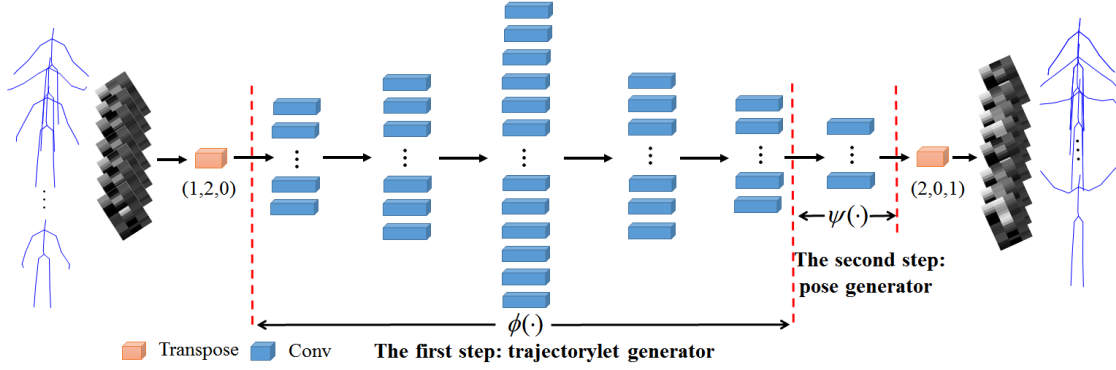 (1,2,0)
(2,0,1)
ψ(·)
The second step:
pose generator
ϕ(·)
Transpose
Conv
The first step: trajectorylet generator